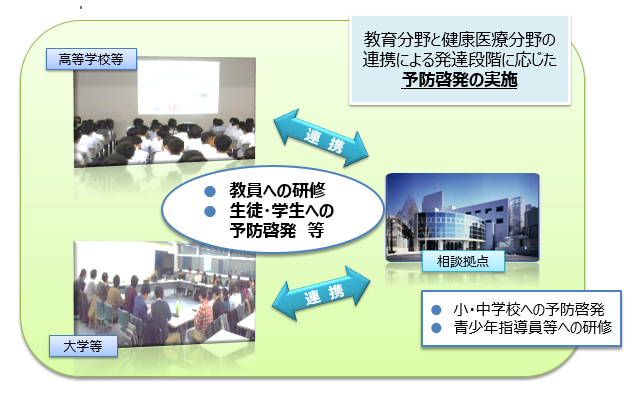 教育分野と健康医療分野の
連携による発達段階に応じた
予防啓発の実施
高等学校等
連携
● 教員への研修
● 生徒・学生への
予防啓発 等
相談拠点
連携
大学等
● 小・中学校への予防啓発
● 青少年指導員等への研修